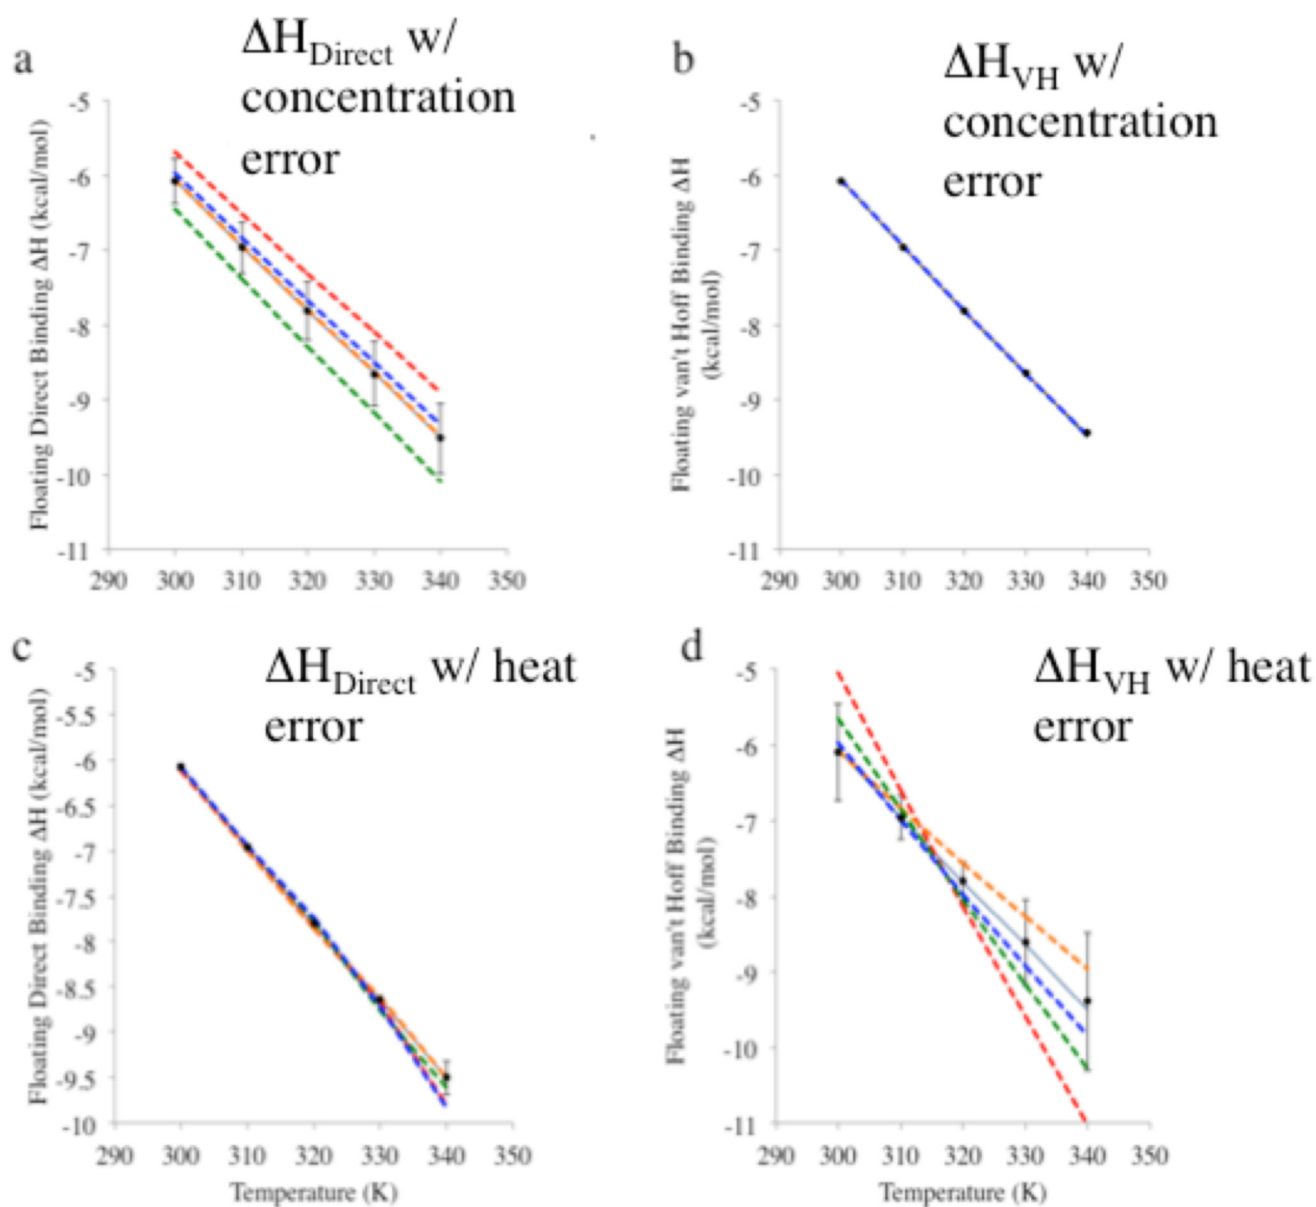 a
ΔH_Direct w/
concentration
error
Floating Direct Binding ΔH (kcal/mol)
-5
-6
-7
-8
-9
-10
-11
290 300 310 320 330 340 350
b
ΔH_VH w/
concentration
error
Floating van't Hoff Binding ΔH
(kcal/mol)
-5
-6
-7
-8
-9
-10
-11
290 300 310 320 330 340 350
c
ΔH_Direct w/ heat
error
Floating Direct Binding ΔH (kcal/mol)
-5
-5.5
-6
-6.5
-7
-7.5
-8
-8.5
-9
-9.5
-10
290 300 310 320 330 340 350
Temperature (K)
d
ΔH_VH w/ heat
error
Floating van't Hoff Binding ΔH
(kcal/mol)
-5
-6
-7
-8
-9
-10
-11
290 300 310 320 330 340 350
Temperature (K)